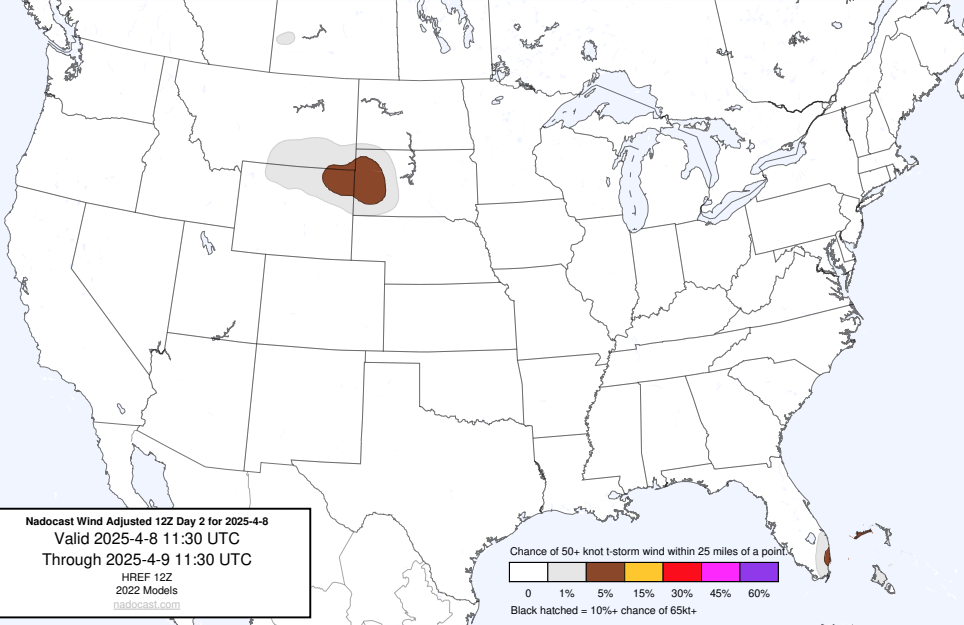 Nadocast Wind Adjusted 12Z Day 2 for 2025-4-8
Valid 2025-4-8 11:30 UTC
Through 2025-4-9 11:30 UTC
HREF 12Z
2022 Models
nadocast.com
Chance of 50+ knot t-storm wind within 25 miles of a point.
0 1% 5% 15% 30% 45% 60%
Black hatched = 10%+ chance of 65kt+